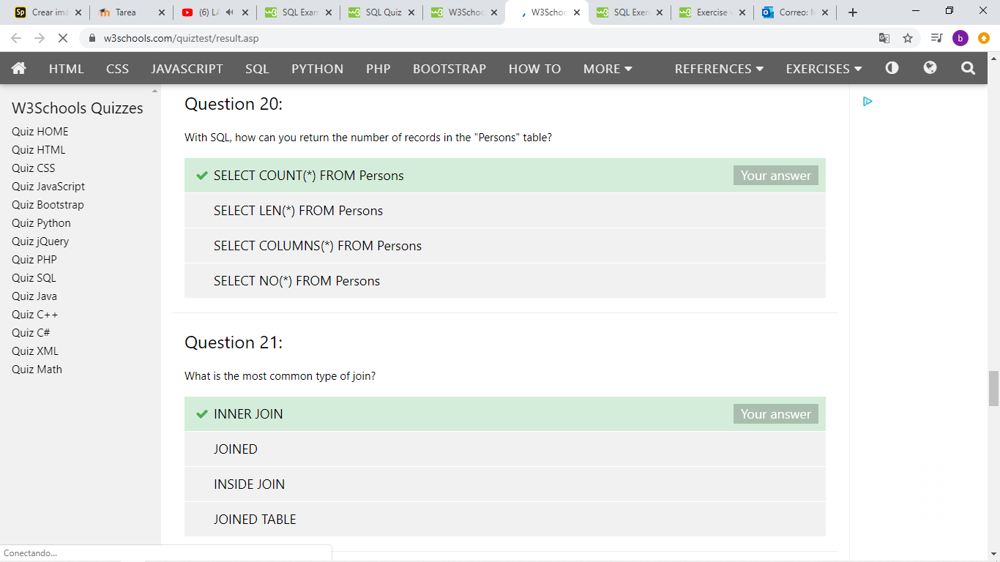 Crear imá
Tarea
(6) LA
SQL Exam
SQL Quiz
W3Schoo
W3Schoo
SQL Exer
Exercise v
Correo: M
w3schools.com/quiztest/result.asp
b
HTML CSS JAVASCRIPT SQL PYTHON PHP BOOTSTRAP HOW TO MORE REFERENCES EXERCISES
W3Schools Quizzes
Quiz HOME
Quiz HTML
Quiz CSS
Quiz JavaScript
Quiz Bootstrap
Quiz Python
Quiz jQuery
Quiz PHP
Quiz SQL
Quiz Java
Quiz C++
Quiz C#
Quiz XML
Quiz Math
Question 20:
With SQL, how can you return the number of records in the "Persons" table?
SELECT COUNT(*) FROM Persons Your answer
SELECT LEN(*) FROM Persons
SELECT COLUMNS(*) FROM Persons
SELECT NO(*) FROM Persons
Question 21:
What is the most common type of join?
INNER JOIN Your answer
JOINED
INSIDE JOIN
JOINED TABLE
Conectando...